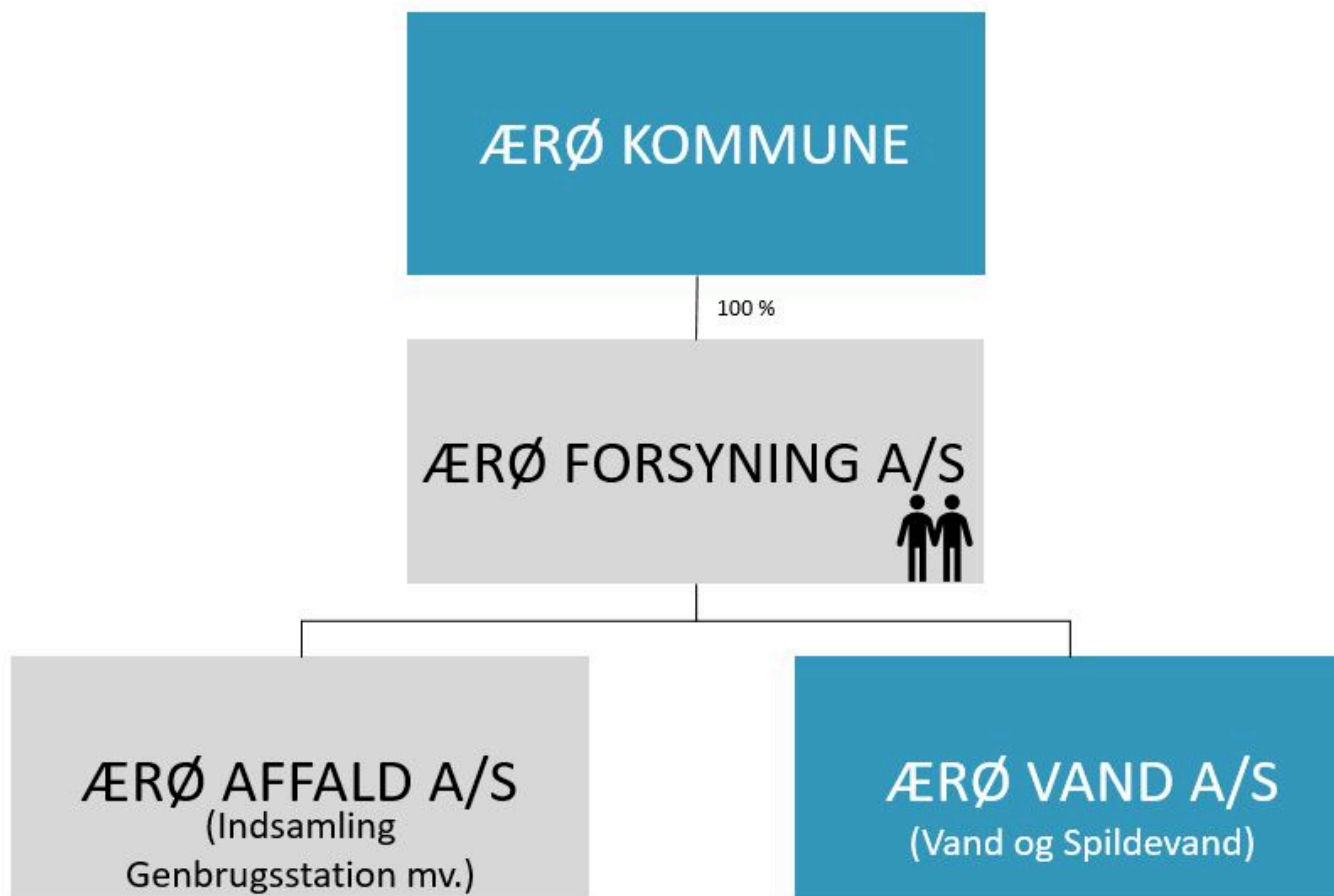 ÆRØ KOMMUNE
100 %
ÆRØ FORSYNING A/S
ÆRØ AFFALD A/S
(Indsamling
Genbrugsstation mv.)
ÆRØ VAND A/S
(Vand og Spildevand)